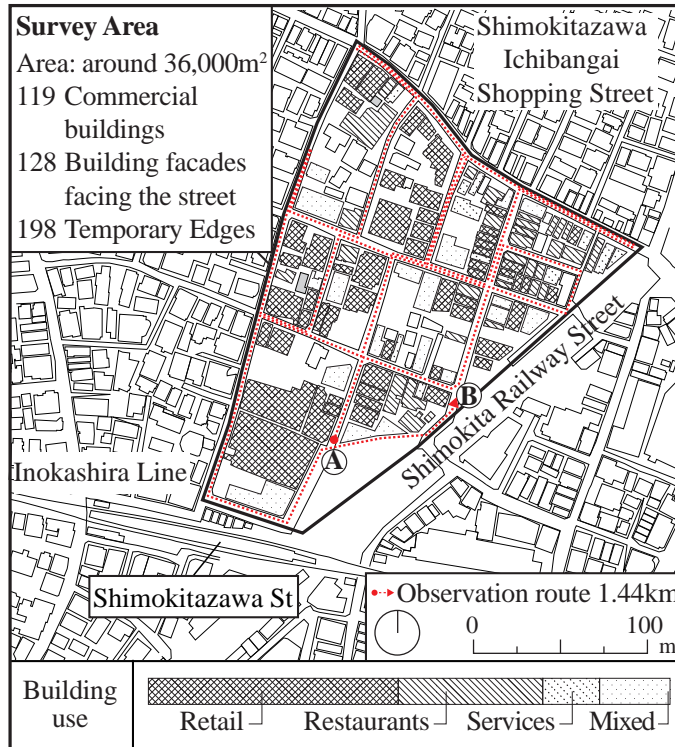 Survey Area
Area: around 36,000m²
119 Commercial
buildings
128 Building facades
facing the street
198 Temporary Edges
Shimokitazawa
Ichibangai
Shopping Street
Shimokita Railway Street
B
A
Inokashira Line
Shimokitazawa St
Observation route 1.44km
0 100
m
Building
use
Retail Restaurants Services Mixed